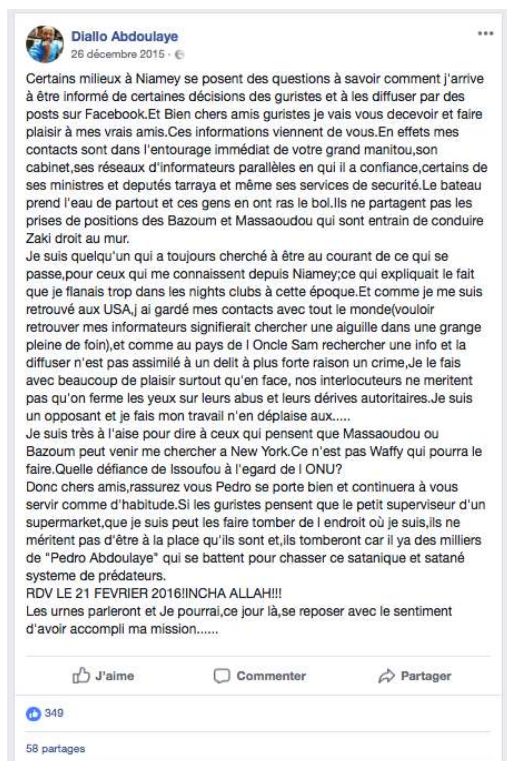 Diallo Abdoulaye
26 décembre 2015 ·
Certains milieux à Niamey se posent des questions à savoir comment j'arrive
à être informé de certaines décisions des guristes et à les diffuser par des
posts sur Facebook.Et Bien chers amis guristes je vais vous decevoir et faire
plaisir à mes vrais amis.Ces informations viennent de vous.En effets mes
contacts sont dans l'entourage immédiat de votre grand manitou,son
cabinet,ses réseaux d'informateurs parallèles en qui il a confiance,certains de
ses ministres et deputés tarraya et même ses services de securité.Le bateau
prend l'eau de partout et ces gens en ont ras le bol.Ils ne partagent pas les
prises de positions des Bazoum et Massaoudou qui sont entrain de conduire
Zaki droit au mur.
Je suis quelqu'un qui a toujours cherché à être au courant de ce qui se
passe,pour ceux qui me connaissent depuis Niamey;ce qui expliquait le fait
que je flanais trop dans les nights clubs à cette époque.Et comme je me suis
retrouvé aux USA,j ai gardé mes contacts avec tout le monde(vouloir
retrouver mes informateurs signifierait chercher une aiguille dans une grange
pleine de foin),et comme au pays de l Oncle Sam rechercher une info et la
diffuser n'est pas assimilé à un delit à plus forte raison un crime,Je le fais
avec beaucoup de plaisir surtout qu'en face, nos interlocuteurs ne meritent
pas qu'on ferme les yeux sur leurs abus et leurs dérives autoritaires.Je suis
un opposant et je fais mon travail n'en déplaise aux.....
Je suis très à l'aise pour dire à ceux qui pensent que Massaoudou ou
Bazoum peut venir me chercher a New York.Ce n'est pas Waffy qui pourra le
faire.Quelle défiance de Issoufou à l'egard de l ONU?
Donc chers amis,rassurez vous Pedro se porte bien et continuera à vous
servir comme d'habitude.Si les guristes pensent que le petit superviseur d'un
supermarket,que je suis peut les faire tomber de l endroit où je suis,ils ne
méritent pas d'être à la place qu'ils sont et,ils tomberont car il ya des milliers
de "Pedro Abdoulaye" qui se battent pour chasser ce satanique et satané
systeme de prédateurs.
RDV LE 21 FEVRIER 2016!!INCHA ALLAH!!!
Les urnes parleront et Je pourrai,ce jour là,se reposer avec le sentiment
d'avoir accompli ma mission......
J'aime Commenter Partager
349
58 partages